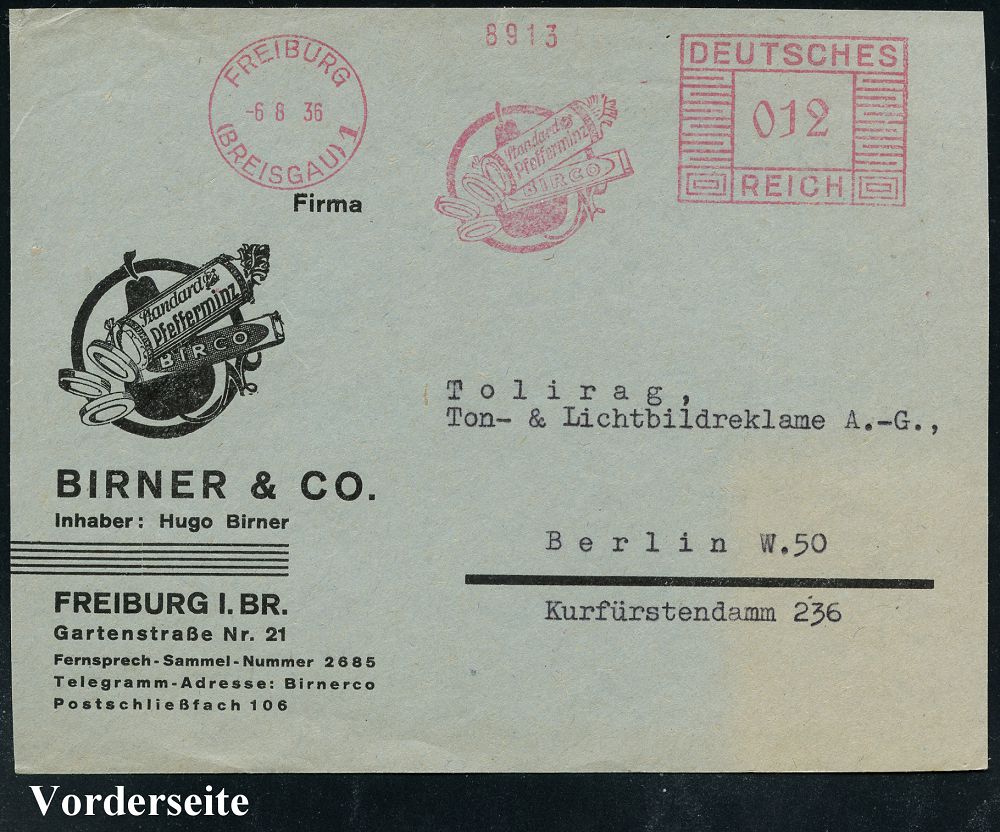 8913
FREIBURG
-6 8 36
(BREISGAU) 1
Standard
Pfefferminz
BIRCO
DEUTSCHES
012
REICH
Firma
Standard
Pfefferminz
BIRCO
Tolirag,
Ton- & Lichtbildreklame A.-G.,
BIRNER & CO.
Inhaber: Hugo Birner
Berlin W.50
Kurfürstendamm 236
FREIBURG I. BR.
Gartenstraße Nr. 21
Fernsprech-Sammel-Nummer 2685
Telegramm-Adresse: Birnerco
Postschließfach 106
Vorderseite